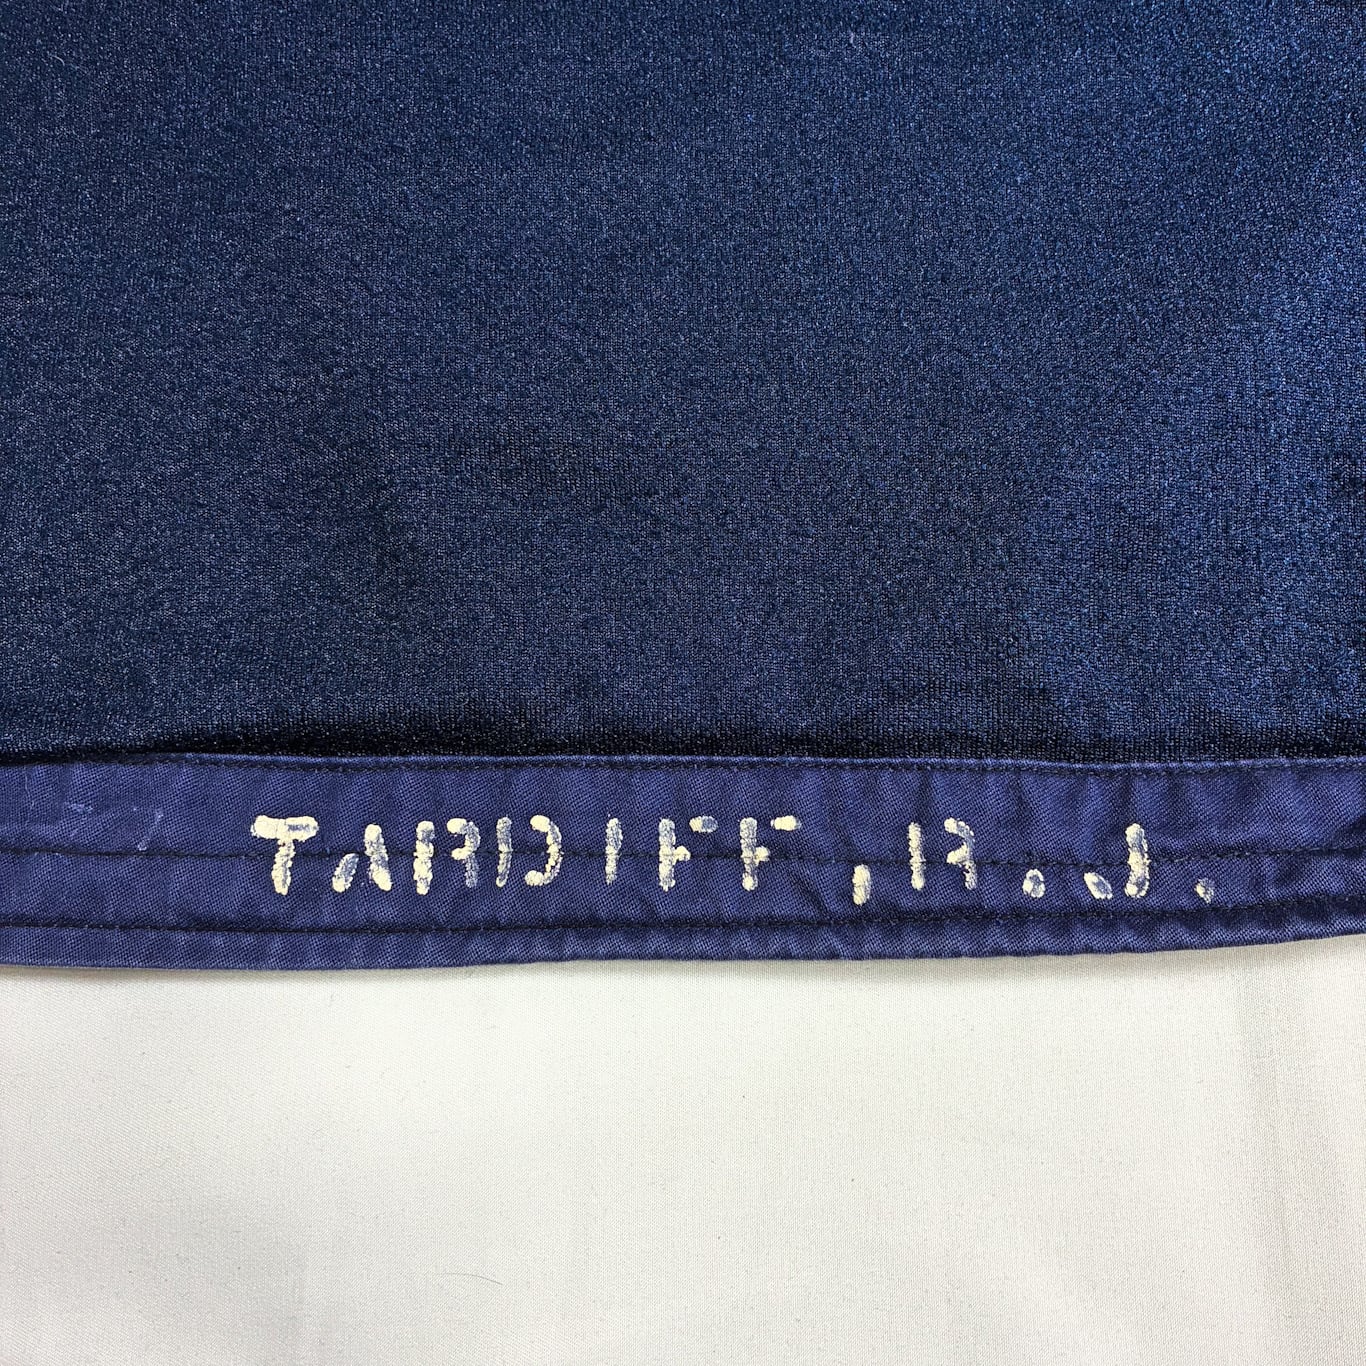 TARDIFF, R. J.